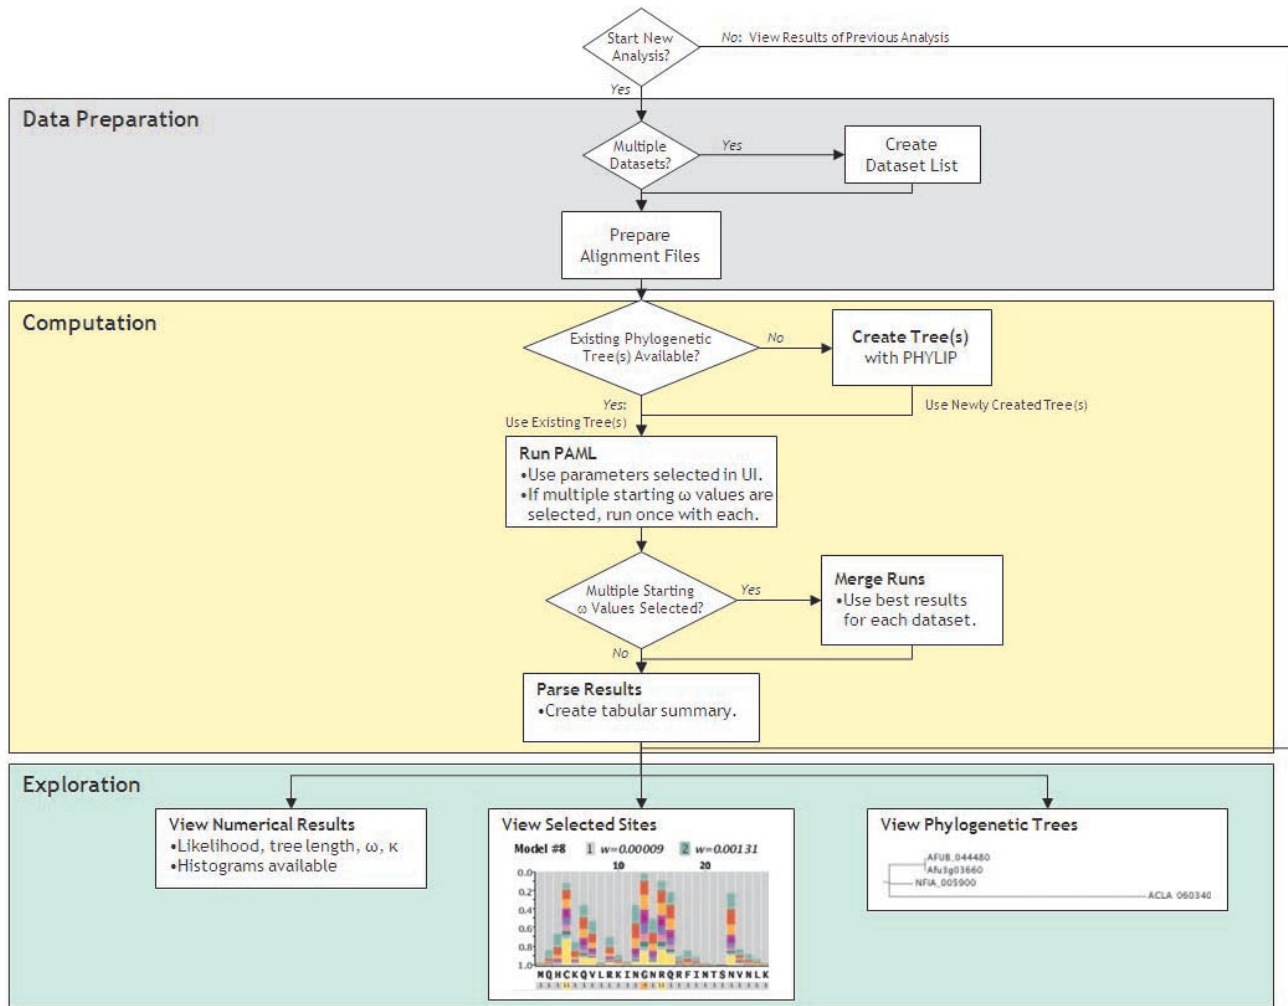 Start New
Analysis?
No: View Results of Previous Analysis
Yes
Data Preparation
Multiple
Datasets?
Yes
Create
Dataset List
Prepare
Alignment Files
Computation
Existing Phylogenetic
Tree(s) Available?
No
Create Tree(s)
with PHYLIP
Yes:
Use Existing Tree(s)
Use Newly Created Tree(s)
Run PAML
•Use parameters selected in UI.
•If multiple starting ω values are
selected, run once with each.
Multiple Starting
ω Values Selected?
Yes
Merge Runs
•Use best results
for each dataset.
No
Parse Results
•Create tabular summary.
Exploration
View Numerical Results
•Likelihood, tree length, ω, κ
•Histograms available
View Selected Sites
Model #8 1 w=0.00009 2 w=0.00131
10 20
0.0
0.2
0.4
0.6
0.8
1.0
M Q H C K Q V L R K I N G N R Q R F I N T S N V N L K
View Phylogenetic Trees
AFUB_044480
Afu3g03660
NFIA_005900
ACLA_060340